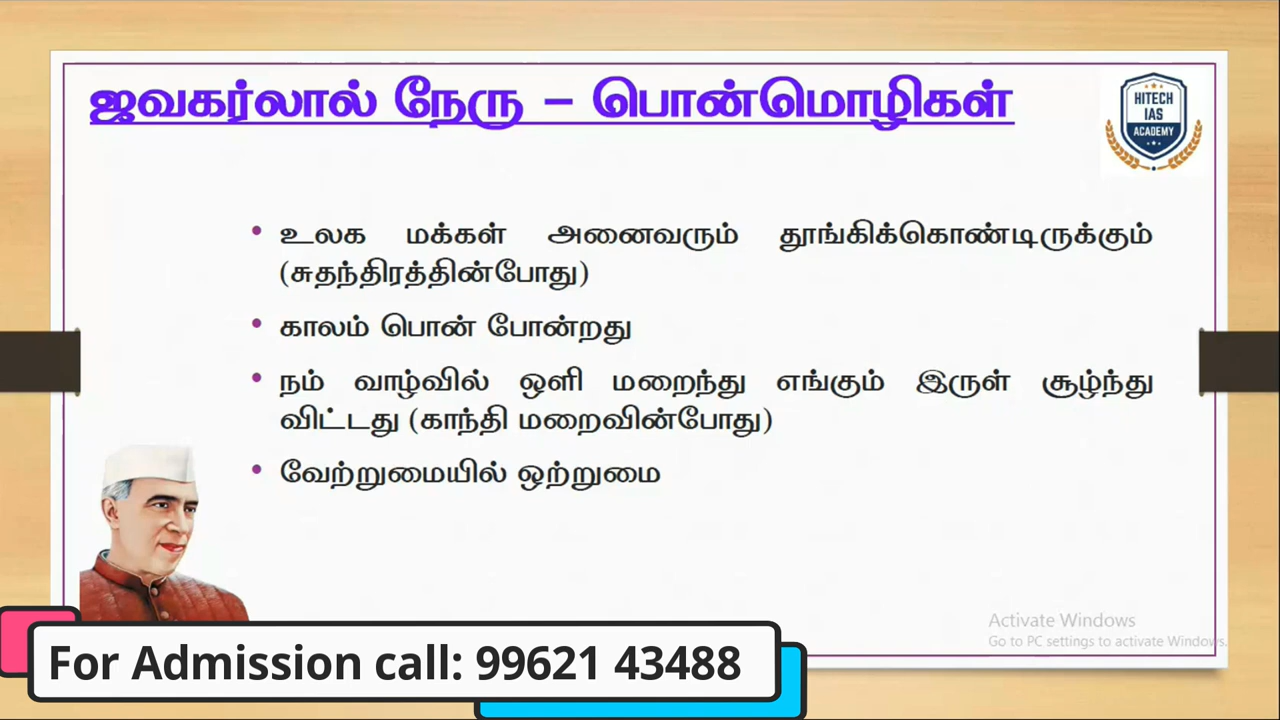 ஜவகர்லால் நேரு – பொன்மொழிகள்
HITECH
IAS
ACADEMY
• உலக மக்கள் அனைவரும் தூங்கிக்கொண்டிருக்கும்
(சுதந்திரத்தின்போது)
• காலம் பொன் போன்றது
• நம் வாழ்வில் ஒளி மறைந்து எங்கும் இருள் சூழ்ந்து
விட்டது (காந்தி மறைவின்போது)
• வேற்றுமையில் ஒற்றுமை
Activate Windows
Go to PC settings to activate Windows.
For Admission call: 99621 43488